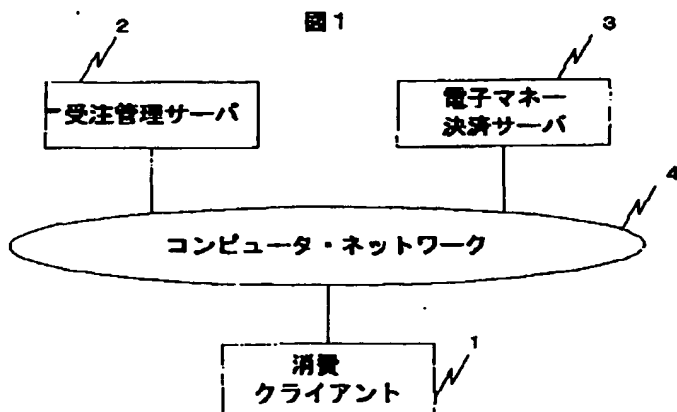 図1
2
3
受注管理サーバ
電子マネー
決済サーバ
4
コンピュータ・ネットワーク
1
消費
クライアント